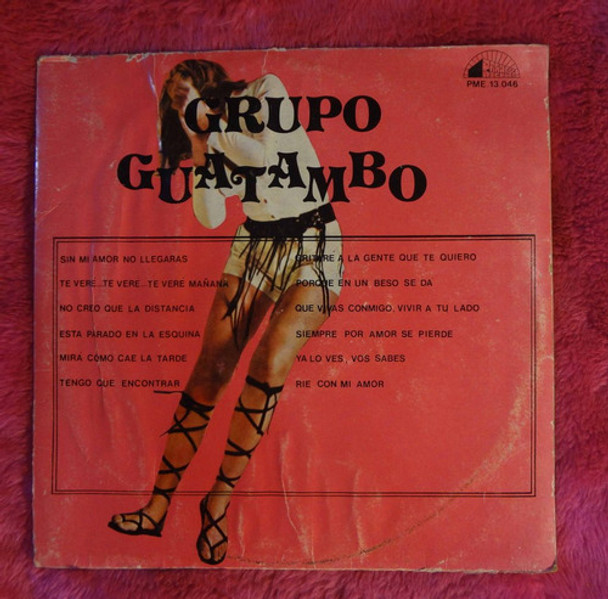 PME 13.046
GRUPO
GUATAMBO
SIN MI AMOR NO LLEGARAS
TE VERE...TE VERE...TE VERE MAÑANA
NO CREO QUE LA DISTANCIA
ESTA PARADO EN LA ESQUINA
MIRA COMO CAE LA TARDE
TENGO QUE ENCONTRAR
GRITARE A LA GENTE QUE TE QUIERO
PORQUE EN UN BESO SE DA
QUE VIVAS CONMIGO, VIVIR A TU LADO
SIEMPRE POR AMOR SE PIERDE
YA LO VES, VOS SABES
RIE CON MI AMOR